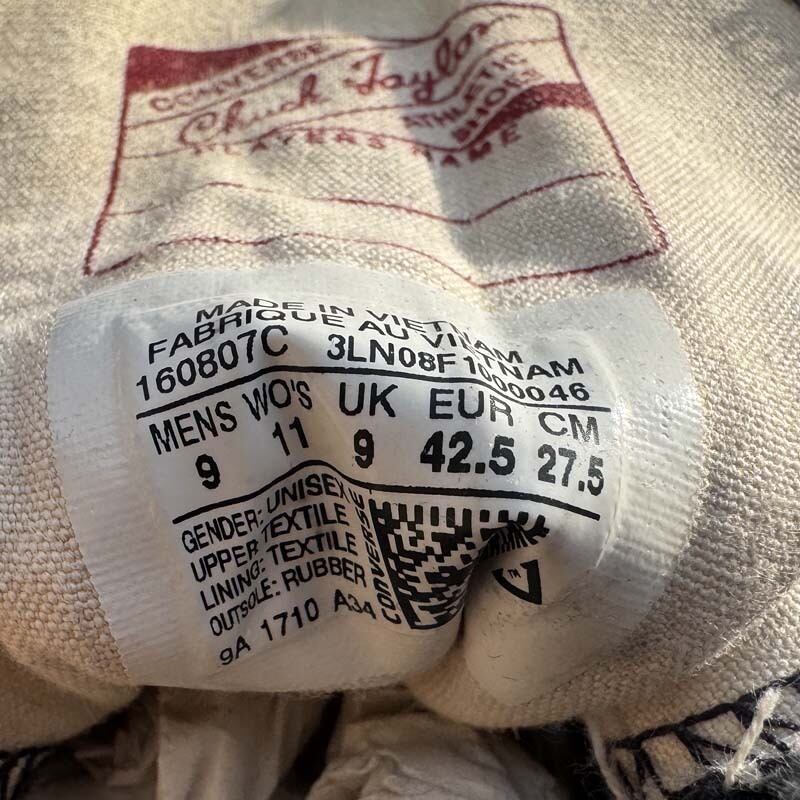 CONVERSE
Chuck Taylor
ATHLETIC
SHOES
PLAYERS NAME
MADE IN VIETNAM
FABRIQUE AU VIETNAM
160807C 3LN08F1000046
MENS WO'S UK EUR CM
9 11 9 42.5 27.5
GENDER: UNISEX
UPPER: TEXTILE
LINING: TEXTILE
OUTSOLE: RUBBER
9A 1710 A34
CONVERSE
TM